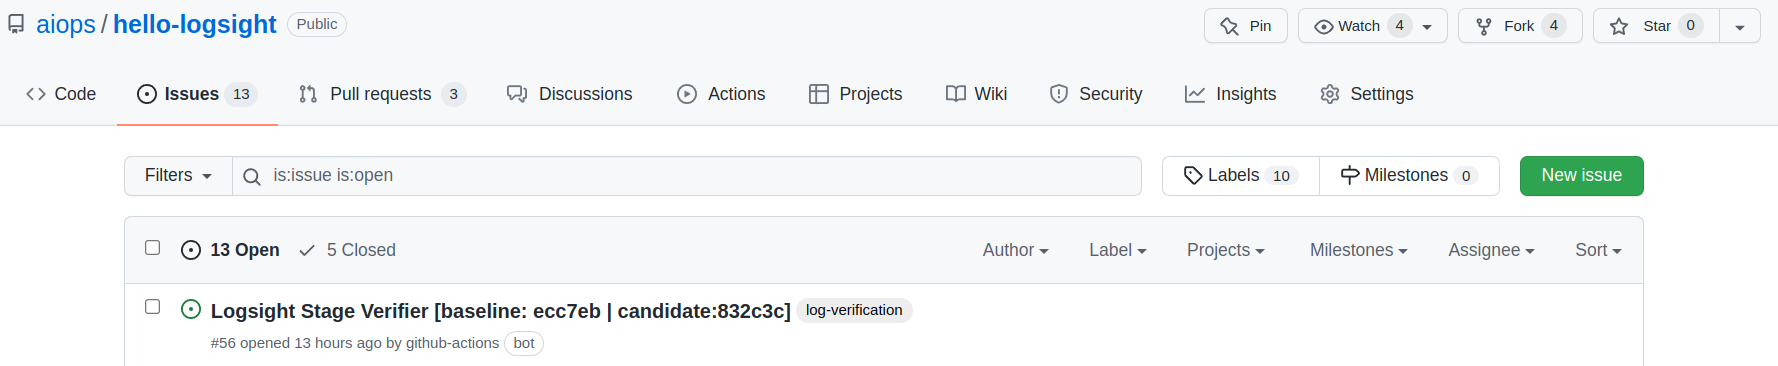 aiops / hello-logsight Public Pin Watch 4 Fork 4 Star 0
Code Issues 13 Pull requests 3 Discussions Actions Projects Wiki Security Insights Settings
Filters is:issue is:open Labels 10 Milestones 0 New issue
13 Open 5 Closed Author Label Projects Milestones Assignee Sort
Logsight Stage Verifier [baseline: ecc7eb | candidate:832c3c] log-verification
#56 opened 13 hours ago by github-actions bot